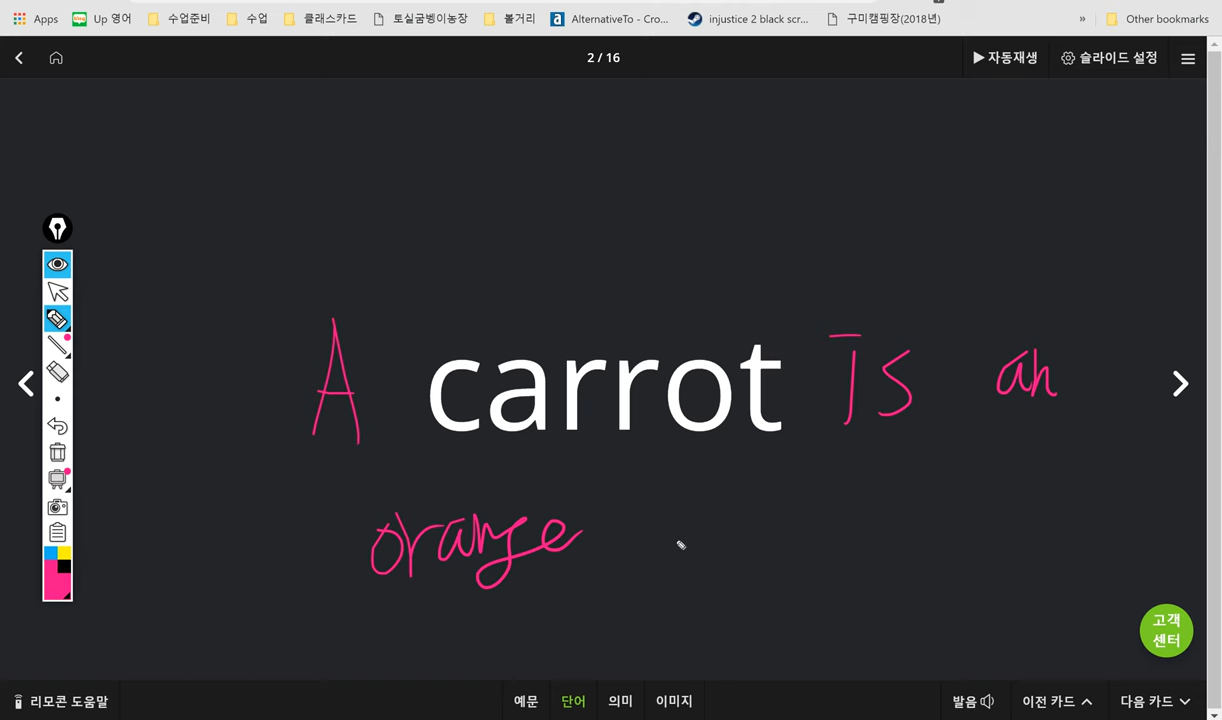 Apps Up 영어 수업준비 수업 클래스카드 토실굼벵이농장 볼거리 a AlternativeTo - Cro... injustice 2 black scr... 구미캠핑장(2018년) » Other bookmarks
2 / 16 자동재생 슬라이드 설정
A carrot Is an
orange
고객
센터
리모콘 도움말 예문 단어 의미 이미지 발음 이전 카드 다음 카드